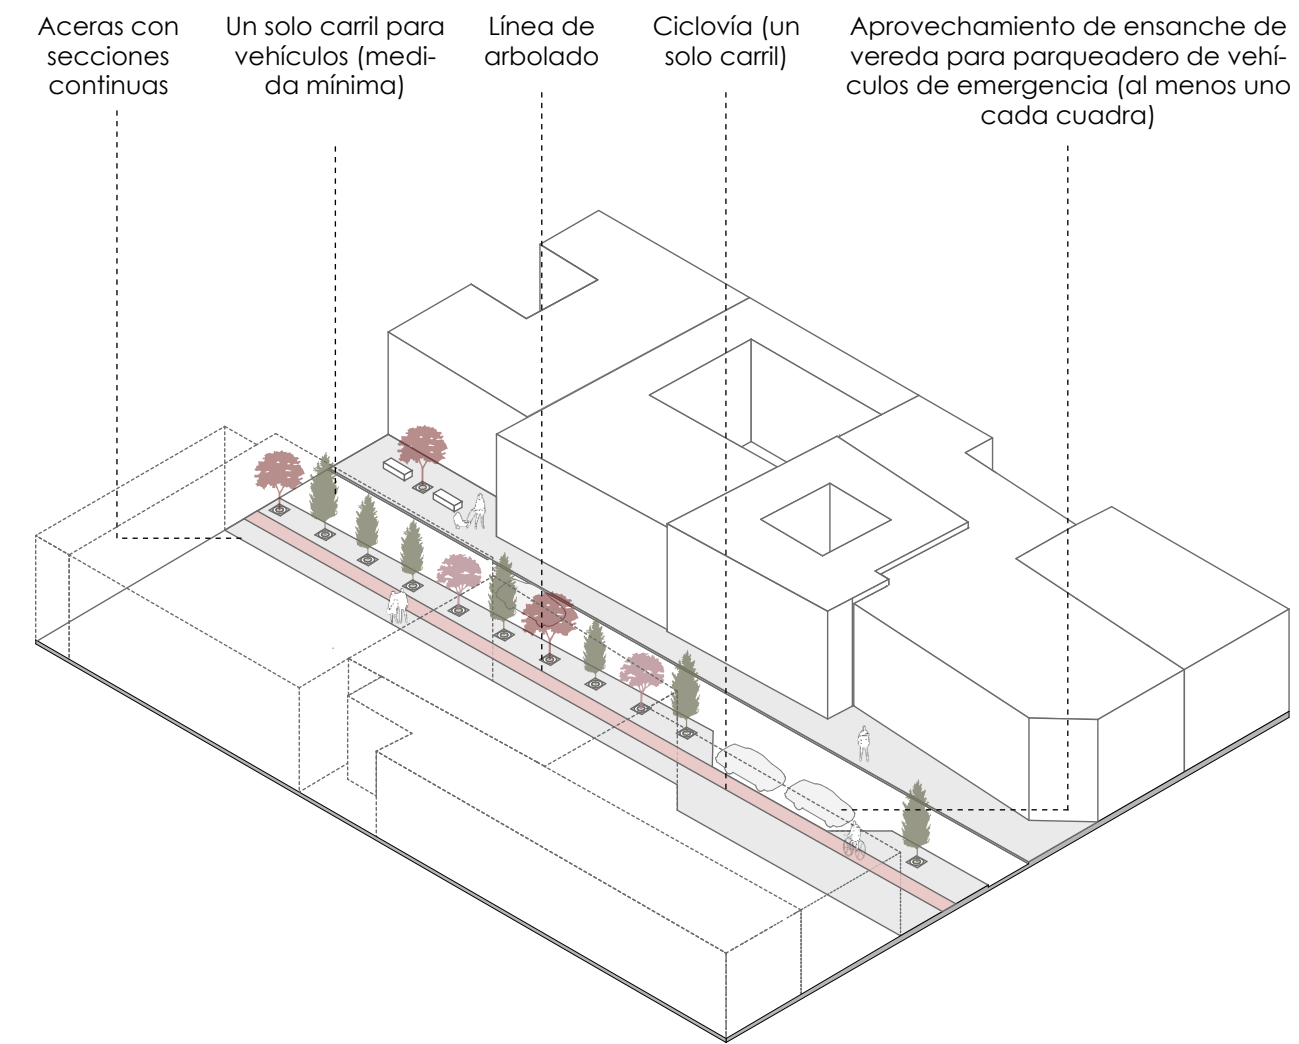 Aceras con
secciones
continuas
Un solo carril para
vehículos (medi-
da mínima)
Línea de
arbolado
Ciclovía (un
solo carril)
Aprovechamiento de ensanche de
vereda para parqueadero de vehí-
culos de emergencia (al menos uno
cada cuadra)